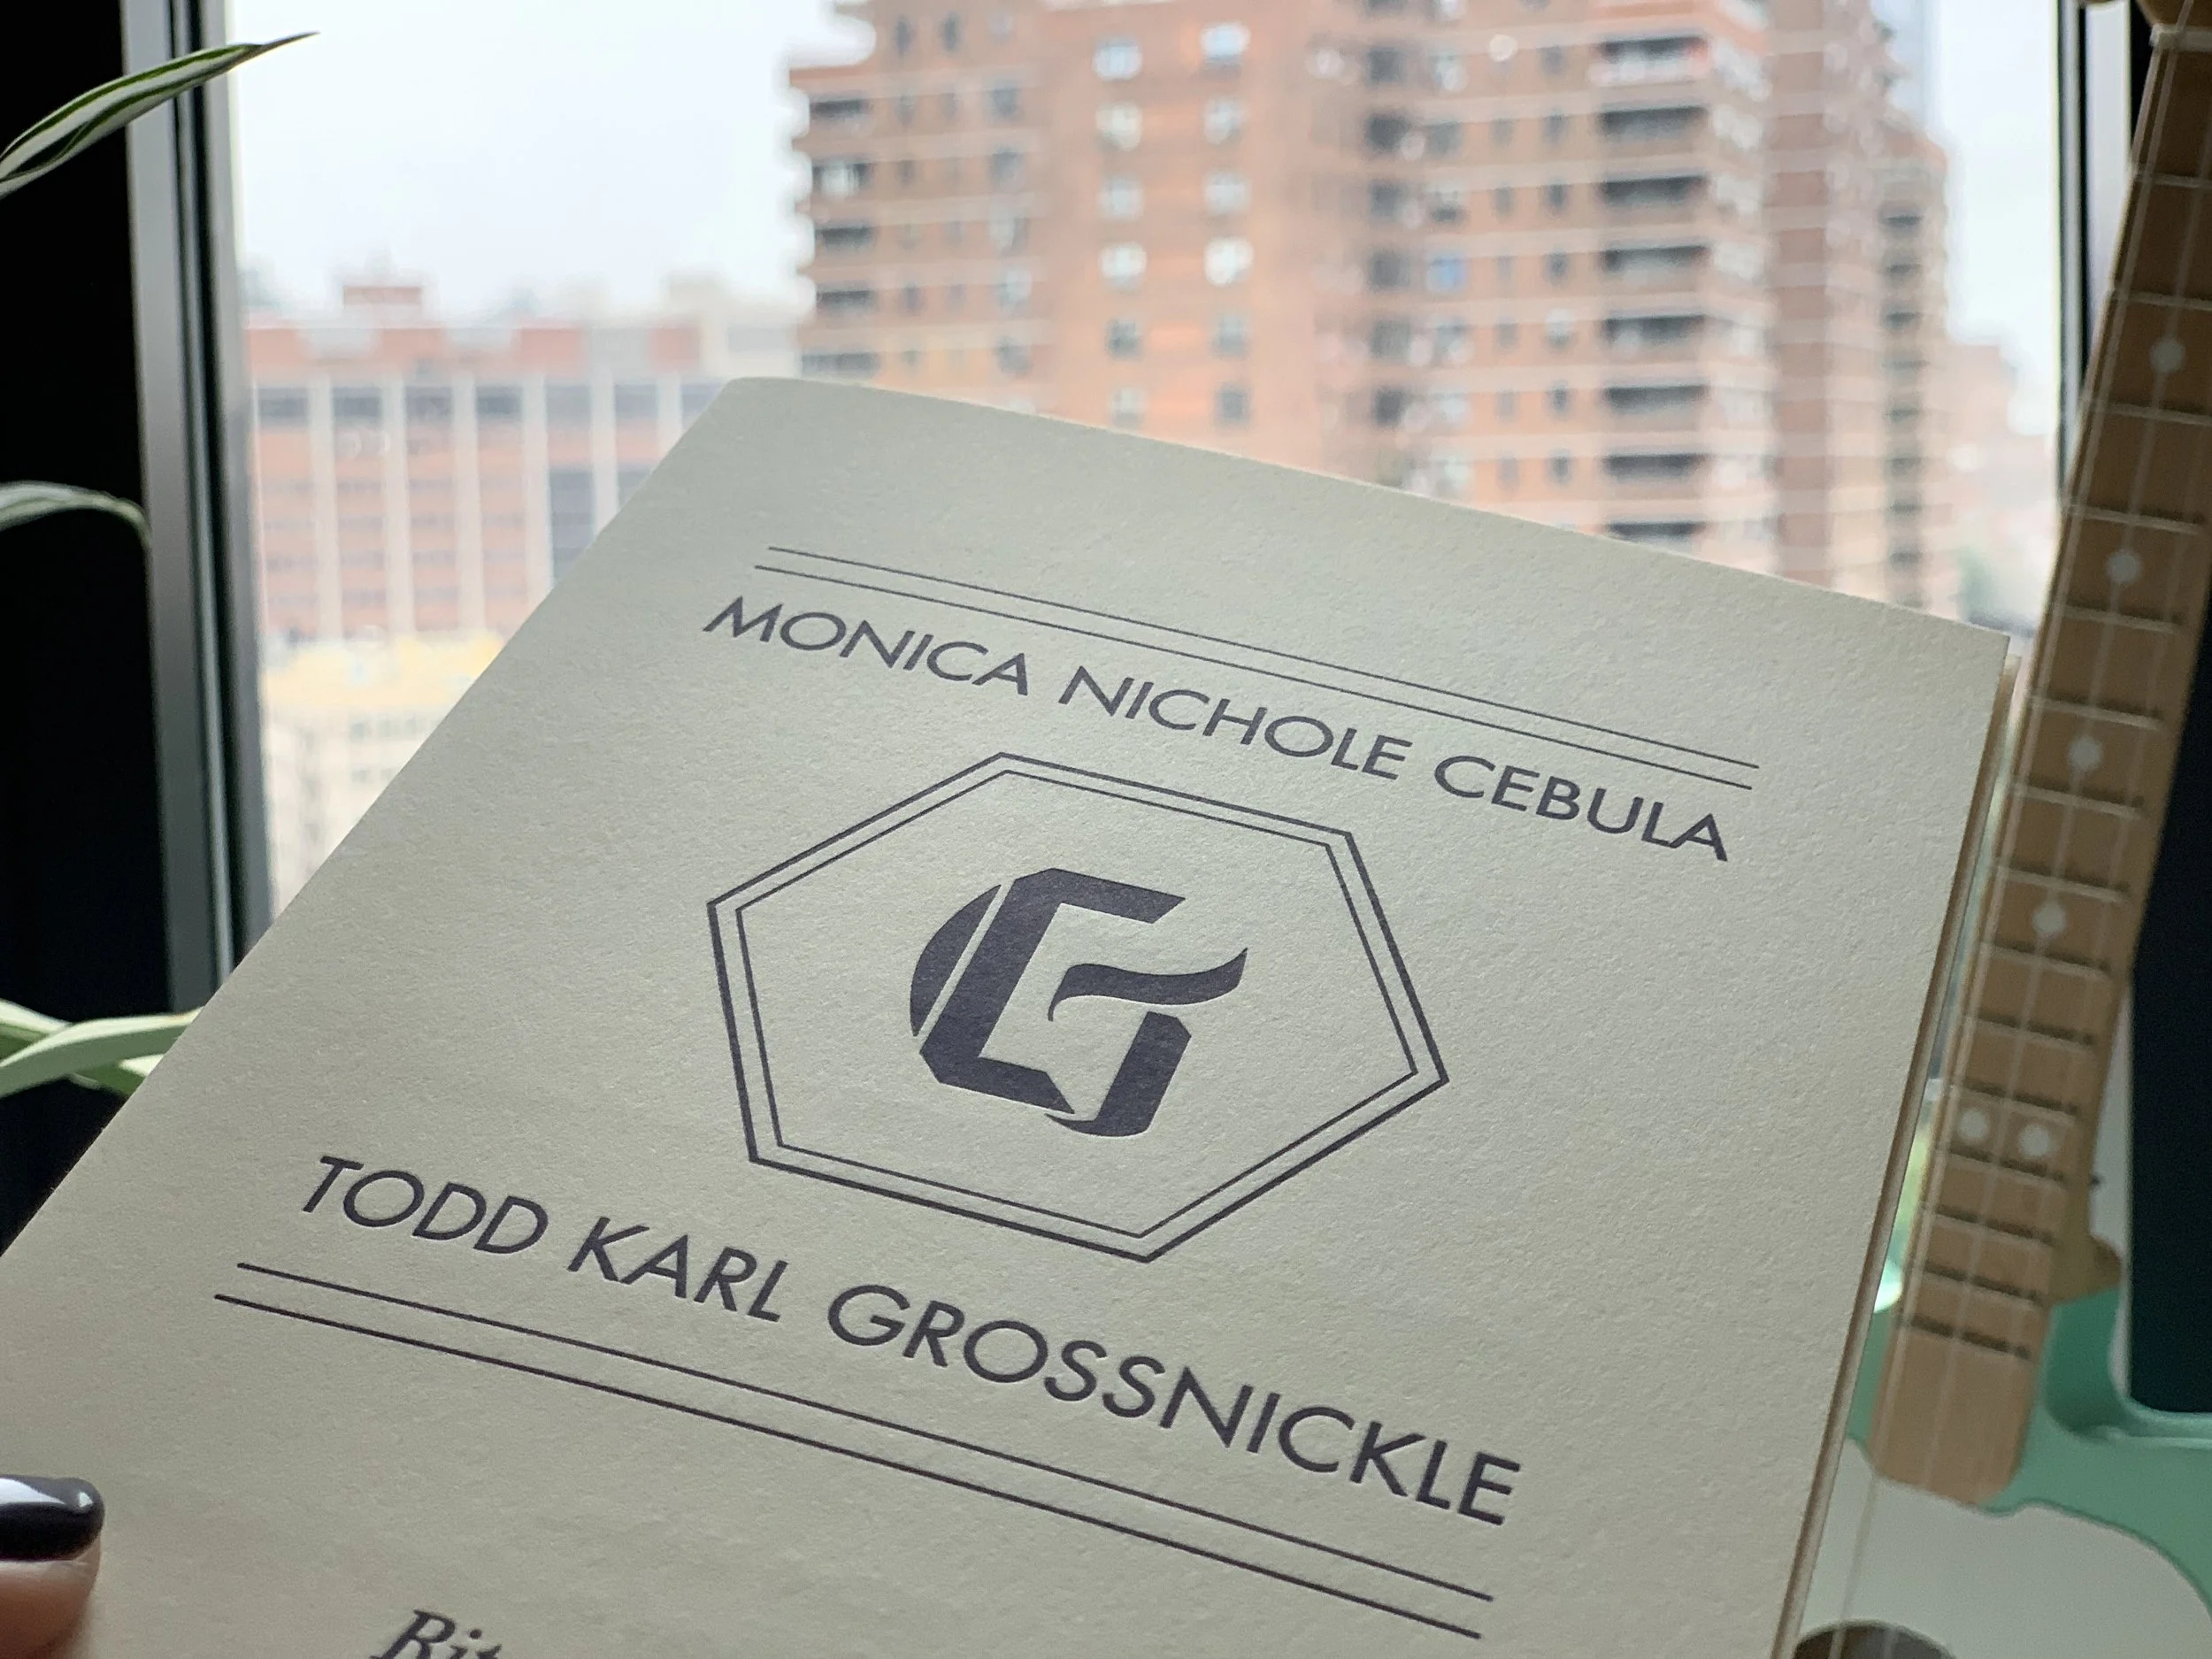 MONICA NICHOLE CEBULA
G
TODD KARL GROSSNICKLE